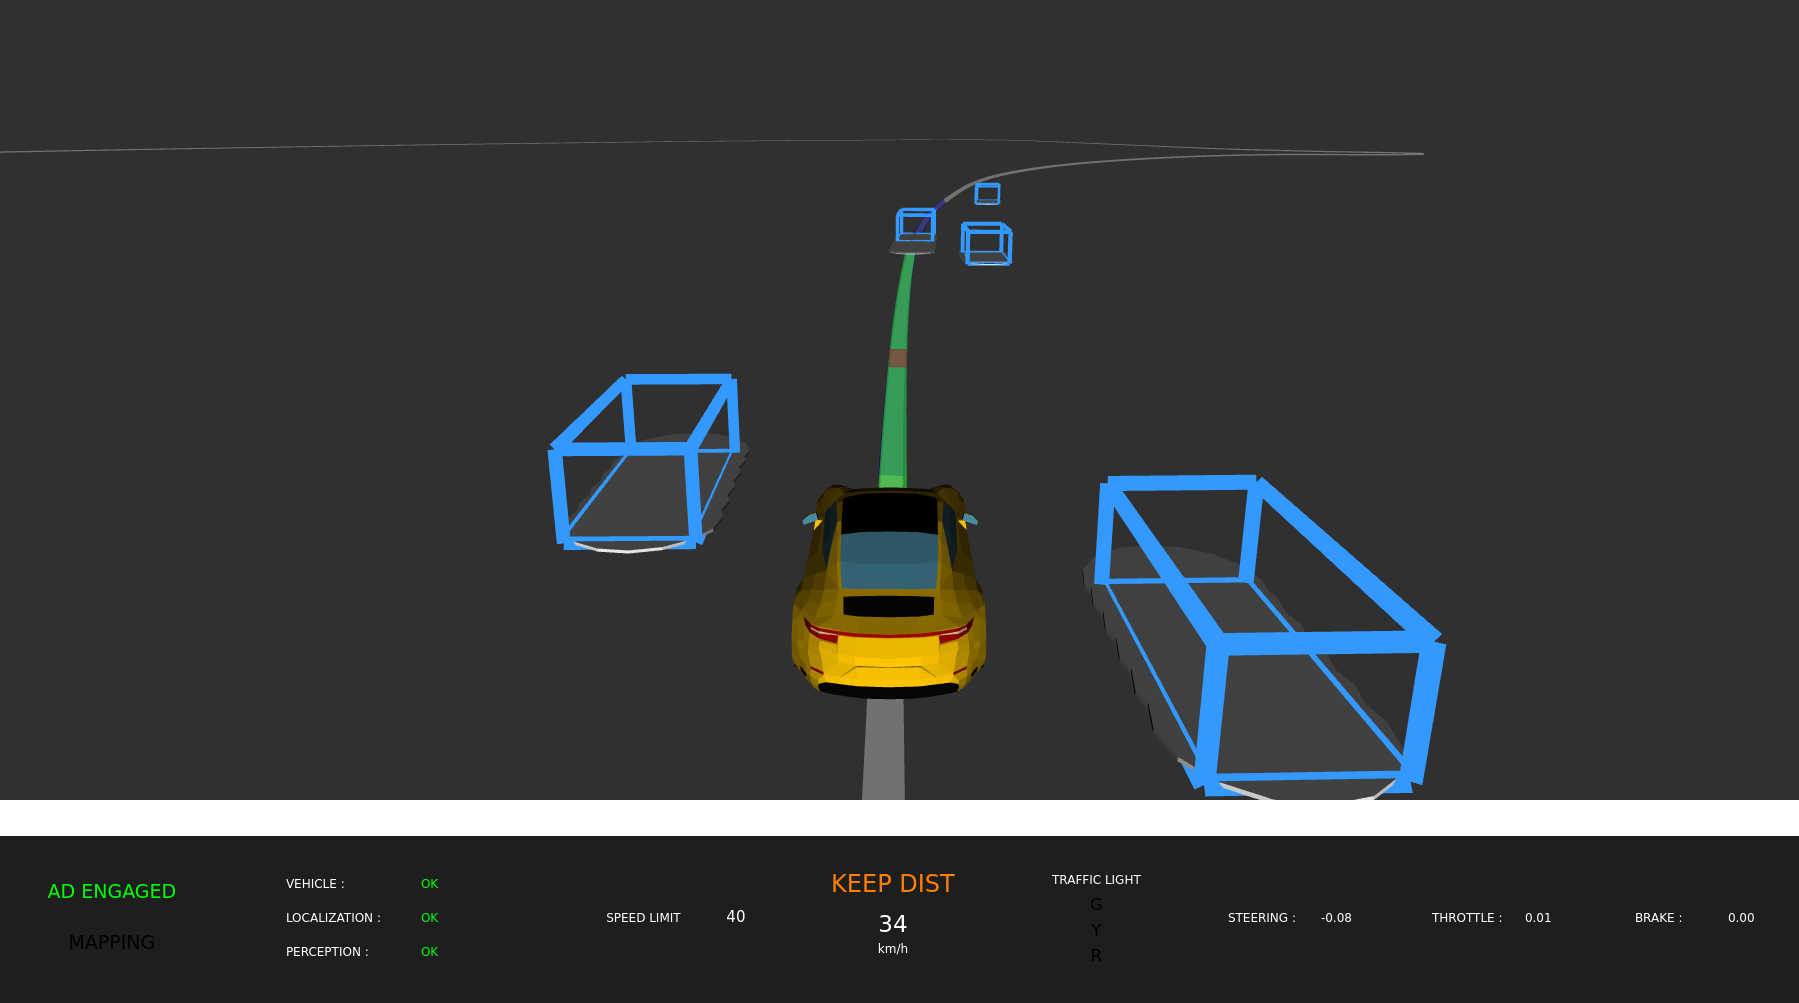 AD ENGAGED
MAPPING
VEHICLE : OK
LOCALIZATION : OK
PERCEPTION : OK
SPEED LIMIT 40
KEEP DIST
34
km/h
TRAFFIC LIGHT
G
Y
R
STEERING : -0.08
THROTTLE : 0.01
BRAKE : 0.00